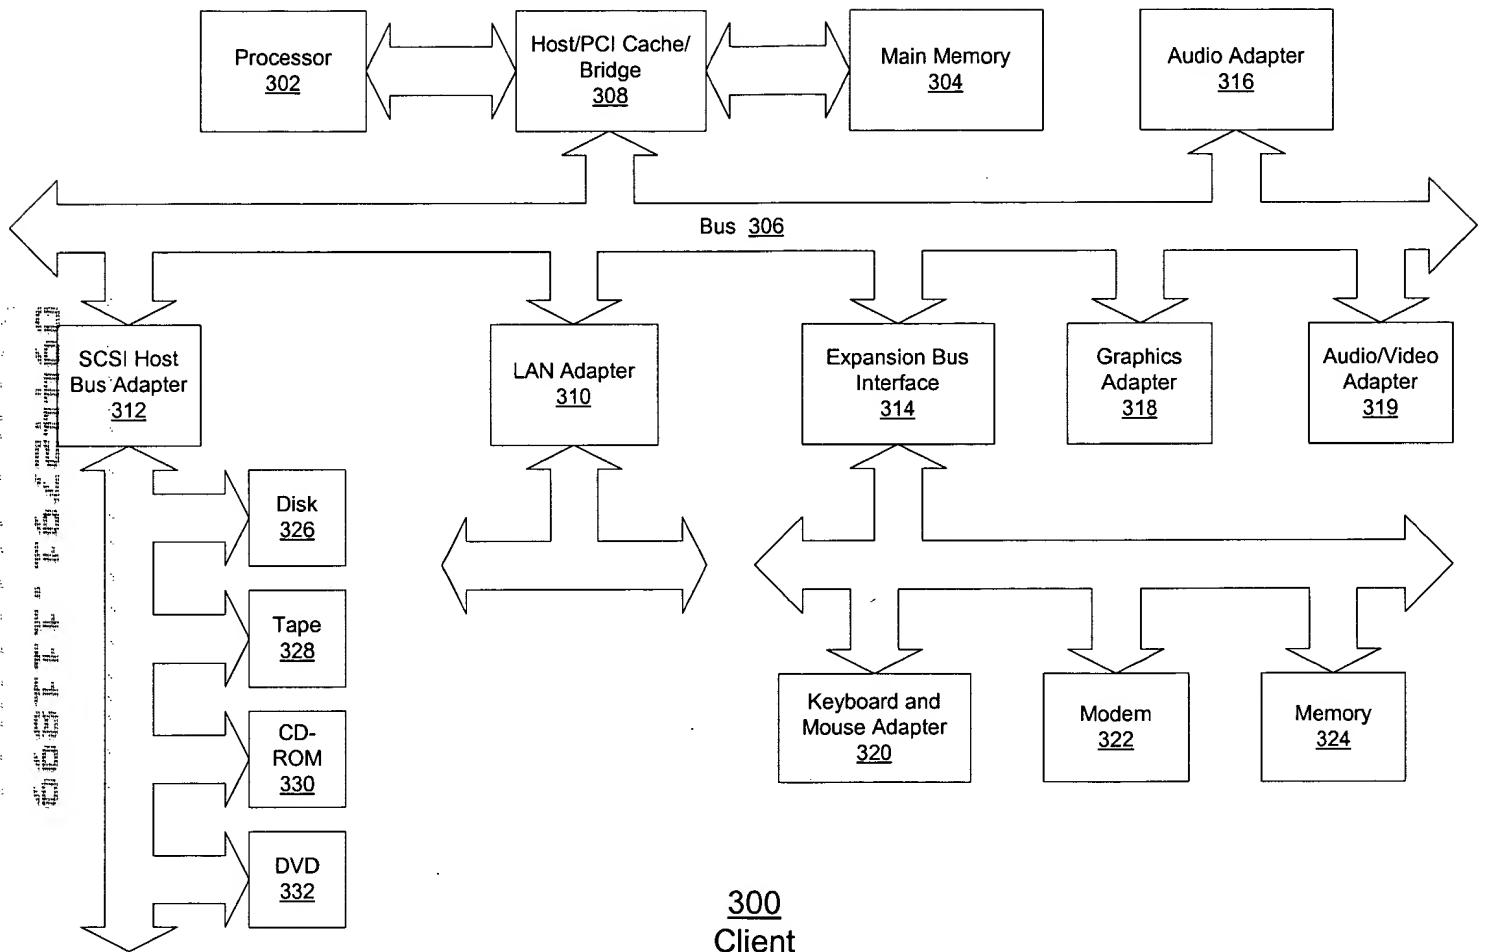 Processor
302
Host/PCI Cache/
Bridge
308
Main Memory
304
Audio Adapter
316
Bus 306
SCSI Host
Bus Adapter
312
LAN Adapter
310
Expansion Bus
Interface
314
Graphics
Adapter
318
Audio/Video
Adapter
319
Disk
326
Tape
328
CD-
ROM
330
DVD
332
Keyboard and
Mouse Adapter
320
Modem
322
Memory
324
300
Client